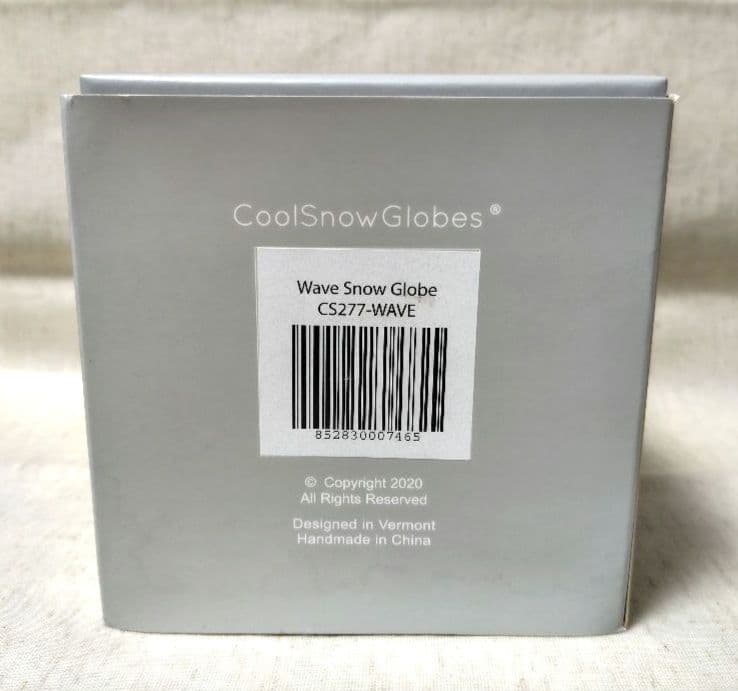 CoolSnowGlobes®
Wave Snow Globe
CS277-WAVE
852830007465
© Copyright 2020
All Rights Reserved
Designed in Vermont
Handmade in China